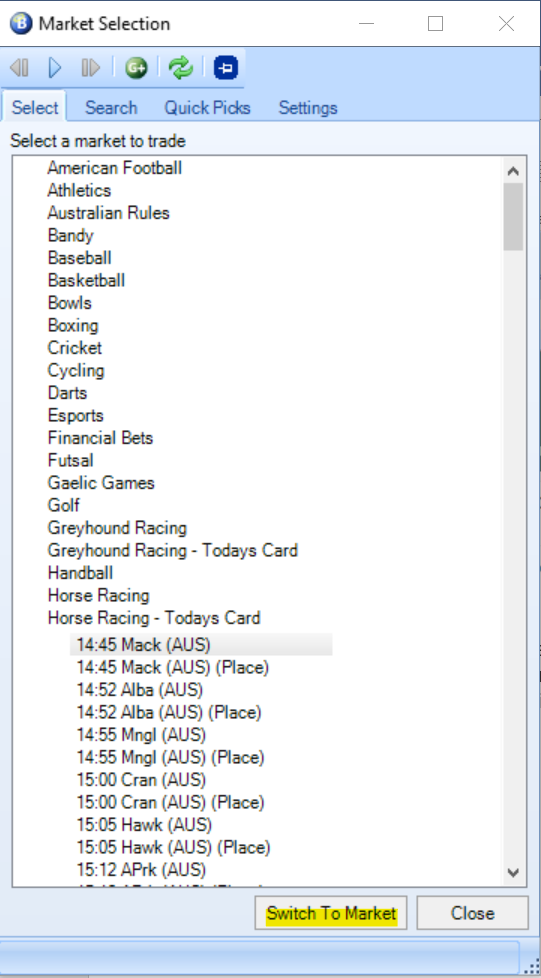 B Market Selection
G+
Select Search Quick Picks Settings
Select a market to trade
American Football
Athletics
Australian Rules
Bandy
Baseball
Basketball
Bowls
Boxing
Cricket
Cycling
Darts
Esports
Financial Bets
Futsal
Gaelic Games
Golf
Greyhound Racing
Greyhound Racing - Todays Card
Handball
Horse Racing
Horse Racing - Todays Card
14:45 Mack (AUS)
14:45 Mack (AUS) (Place)
14:52 Alba (AUS)
14:52 Alba (AUS) (Place)
14:55 Mngl (AUS)
14:55 Mngl (AUS) (Place)
15:00 Cran (AUS)
15:00 Cran (AUS) (Place)
15:05 Hawk (AUS)
15:05 Hawk (AUS) (Place)
15:12 APrk (AUS)
Switch To Market Close